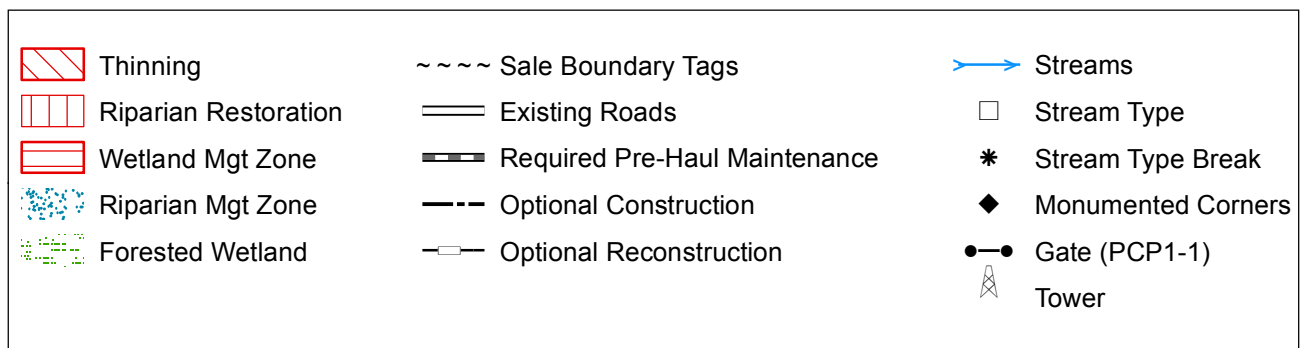 Thinning
Riparian Restoration
Wetland Mgt Zone
Riparian Mgt Zone
Forested Wetland
Sale Boundary Tags
Existing Roads
Required Pre-Haul Maintenance
Optional Construction
Optional Reconstruction
Streams
Stream Type
Stream Type Break
Monumented Corners
Gate (PCP1-1)
Tower